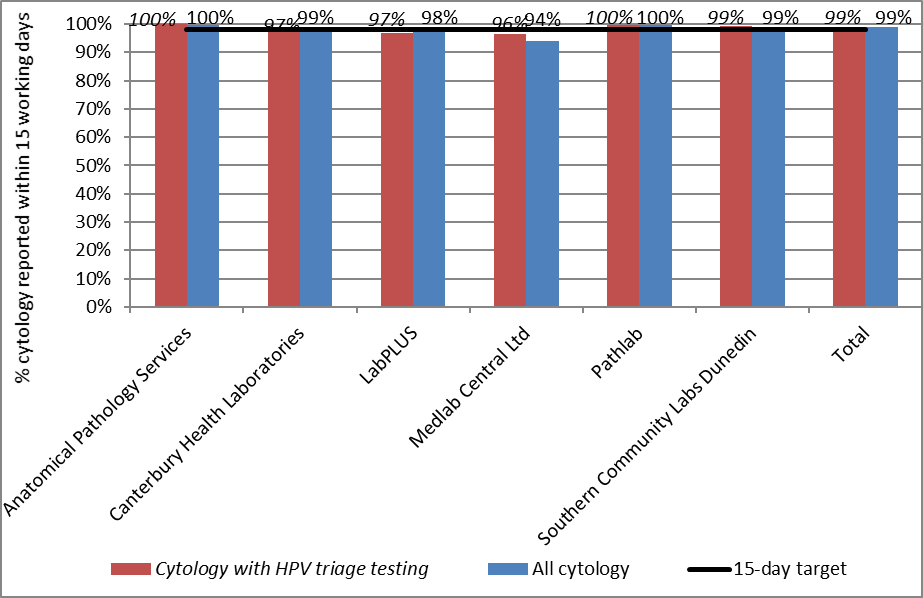 100% 100% 97% 99% 97% 98% 96% 94% 100% 100% 99% 99% 99% 99%
% cytology reported within 15 working days
100%
90%
80%
70%
60%
50%
40%
30%
20%
10%
0%
Anatomical Pathology Services
Canterbury Health Laboratories
LabPLUS
Medlab Central Ltd
Pathlab
Southern Community Labs Dunedin
Total
Cytology with HPV triage testing
All cytology
15-day target